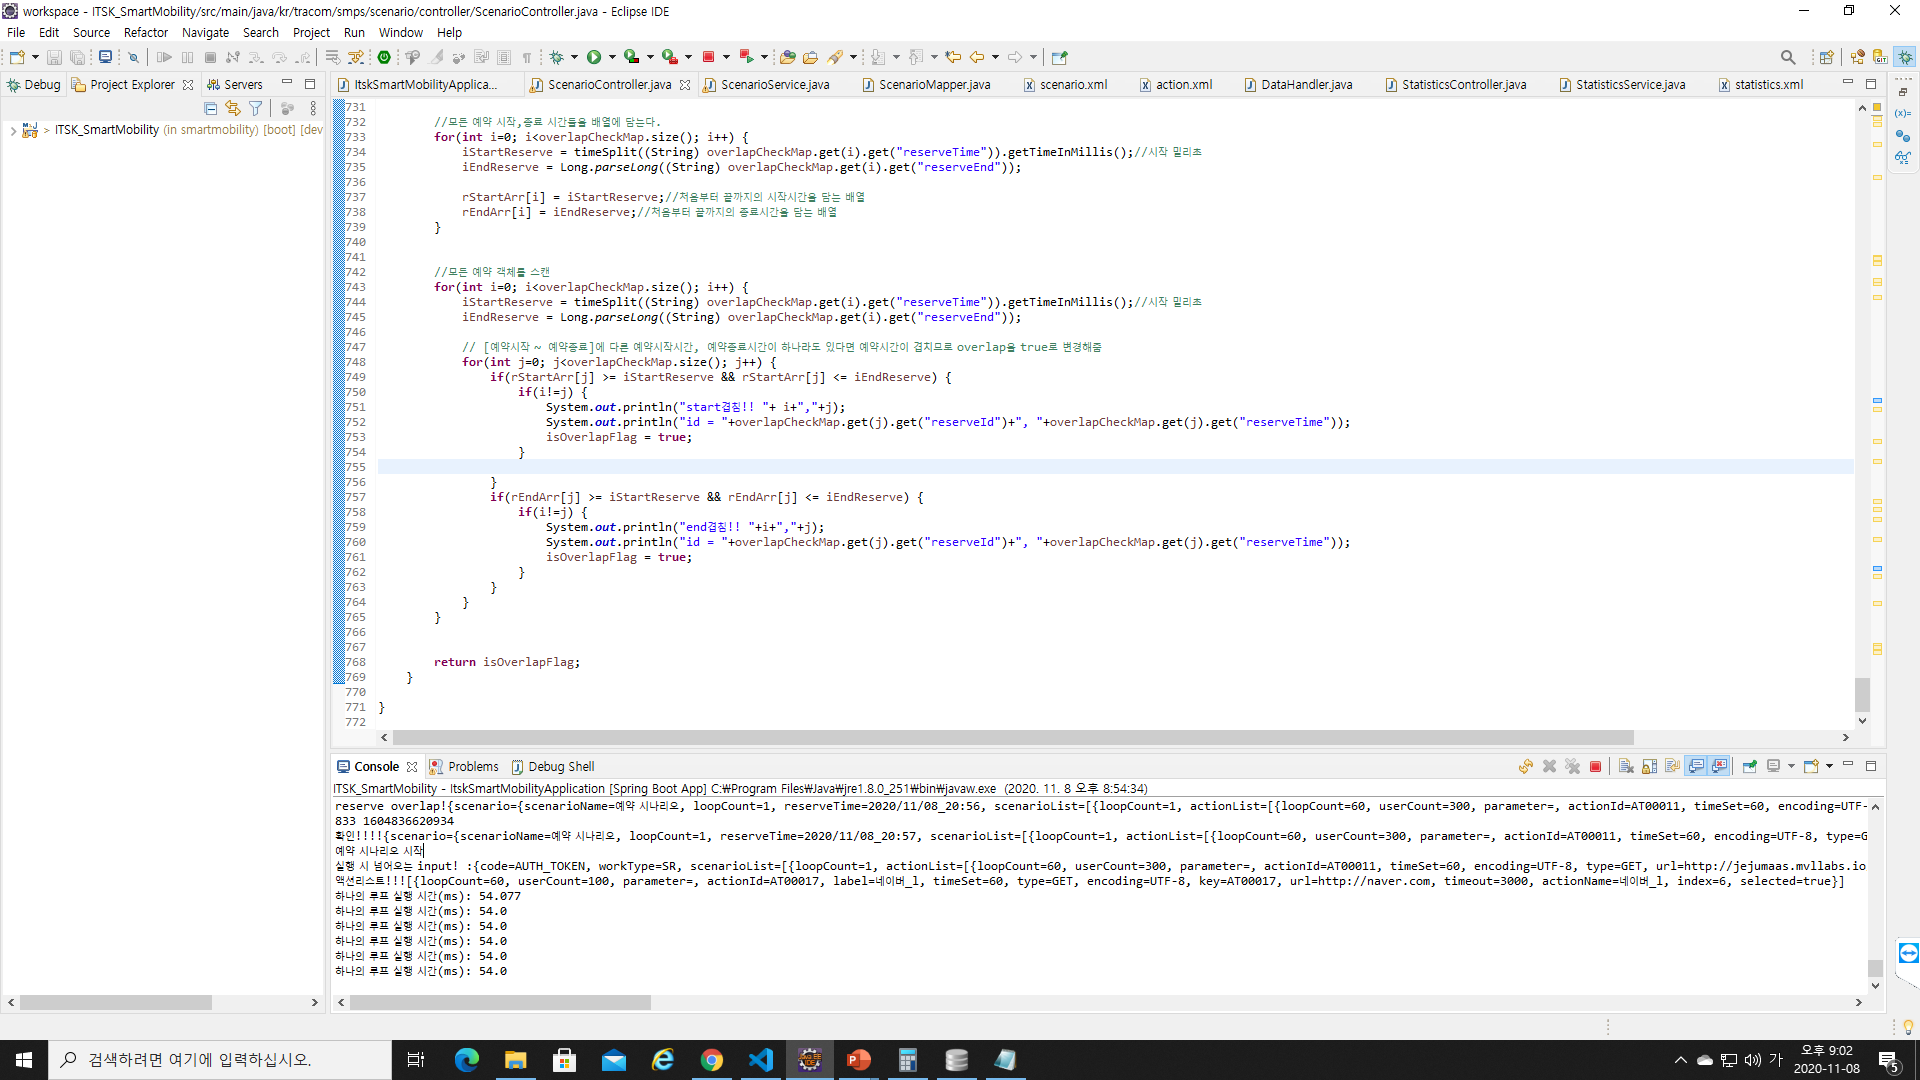 workspace - ITSK_SmartMobility/src/main/java/kr/tracom/smps/scenario/controller/ScenarioController.java - Eclipse IDE
File Edit Source Refactor Navigate Search Project Run Window Help
Debug Project Explorer Servers
ItskSmartMobilityApplica... ScenarioController.java ScenarioService.java ScenarioMapper.java scenario.xml action.xml DataHandler.java StatisticsController.java StatisticsService.java statistics.xml
> ITSK_SmartMobility (in smartmobility) [boot] [dev
731
732 //모든 예약 시작,종료 시간들을 배열에 담는다.
733 for(int i=0; i<overlapCheckMap.size(); i++) {
734 iStartReserve = timeSplit((String) overlapCheckMap.get(i).get("reserveTime")).getTimeInMillis();//시작 밀리초
735 iEndReserve = Long.parseLong((String) overlapCheckMap.get(i).get("reserveEnd"));
736
737 rStartArr[i] = iStartReserve;//처음부터 끝까지의 시작시간을 담는 배열
738 rEndArr[i] = iEndReserve;//처음부터 끝까지의 종료시간을 담는 배열
739 }
740
741
742 //모든 예약 객체를 스캔
743 for(int i=0; i<overlapCheckMap.size(); i++) {
744 iStartReserve = timeSplit((String) overlapCheckMap.get(i).get("reserveTime")).getTimeInMillis();//시작 밀리초
745 iEndReserve = Long.parseLong((String) overlapCheckMap.get(i).get("reserveEnd"));
746
747 // [예약시작 ~ 예약종료]에 다른 예약시작시간, 예약종료시간이 하나라도 있다면 예약시간이 겹치므로 overlap을 true로 변경해줌
748 for(int j=0; j<overlapCheckMap.size(); j++) {
749 if(rStartArr[j] >= iStartReserve && rStartArr[j] <= iEndReserve) {
750 if(i!=j) {
751 System.out.println("start겹침!! "+ i+","+j);
752 System.out.println("id = "+overlapCheckMap.get(j).get("reserveId")+", "+overlapCheckMap.get(j).get("reserveTime"));
753 isOverlapFlag = true;
754 }
755
756 }
757 if(rEndArr[j] >= iStartReserve && rEndArr[j] <= iEndReserve) {
758 if(i!=j) {
759 System.out.println("end겹침!! "+i+","+j);
760 System.out.println("id = "+overlapCheckMap.get(j).get("reserveId")+", "+overlapCheckMap.get(j).get("reserveTime"));
761 isOverlapFlag = true;
762 }
763 }
764 }
765 }
766
767
768 return isOverlapFlag;
769 }
770
771 }
772
Console Problems Debug Shell
ITSK_SmartMobility - ItskSmartMobilityApplication [Spring Boot App] C:₩Program Files₩Java₩jre1.8.0_251₩bin₩javaw.exe (2020. 11. 8 오후 8:54:34)
reserve overlap!{scenario={scenarioName=예약 시나리오, loopCount=1, reserveTime=2020/11/08_20:56, scenarioList=[{loopCount=1, actionList=[{loopCount=60, userCount=300, parameter=, actionId=AT00011, timeSet=60, encoding=UTF-
833 1604836620934
확인!!!!{scenario={scenarioName=예약 시나리오, loopCount=1, reserveTime=2020/11/08_20:57, scenarioList=[{loopCount=1, actionList=[{loopCount=60, userCount=300, parameter=, actionId=AT00011, timeSet=60, encoding=UTF-8, type=G
예약 시나리오 시작
실행 시 넘어오는 input! :{code=AUTH_TOKEN, workType=SR, scenarioList=[{loopCount=1, actionList=[{loopCount=60, userCount=300, parameter=, actionId=AT00011, timeSet=60, encoding=UTF-8, type=GET, url=http://jejumaas.mvllabs.io
액션리스트!!![{loopCount=60, userCount=100, parameter=, actionId=AT00017, label=네이버_l, timeSet=60, type=GET, encoding=UTF-8, key=AT00017, url=http://naver.com, timeout=3000, actionName=네이버_l, index=6, selected=true}]
하나의 루프 실행 시간(ms): 54.077
하나의 루프 실행 시간(ms): 54.0
하나의 루프 실행 시간(ms): 54.0
하나의 루프 실행 시간(ms): 54.0
하나의 루프 실행 시간(ms): 54.0
하나의 루프 실행 시간(ms): 54.0
검색하려면 여기에 입력하십시오.
가
오후 9:02
2020-11-08
5